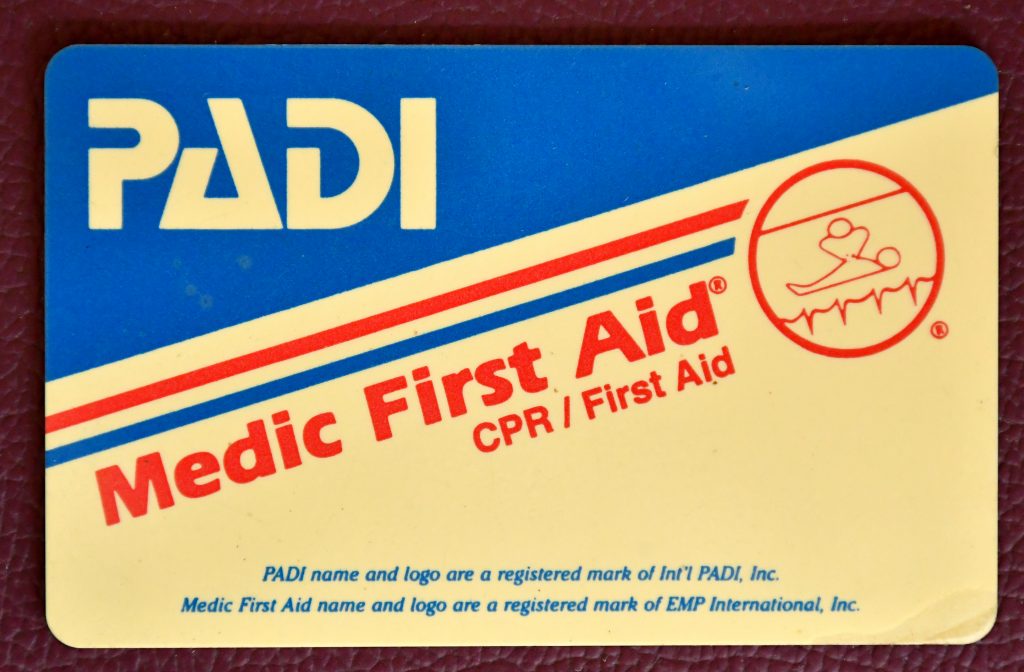 PADI
Medic First Aid®
CPR / First Aid
®
PADI name and logo are a registered mark of Int'l PADI, Inc.
Medic First Aid name and logo are a registered mark of EMP International, Inc.